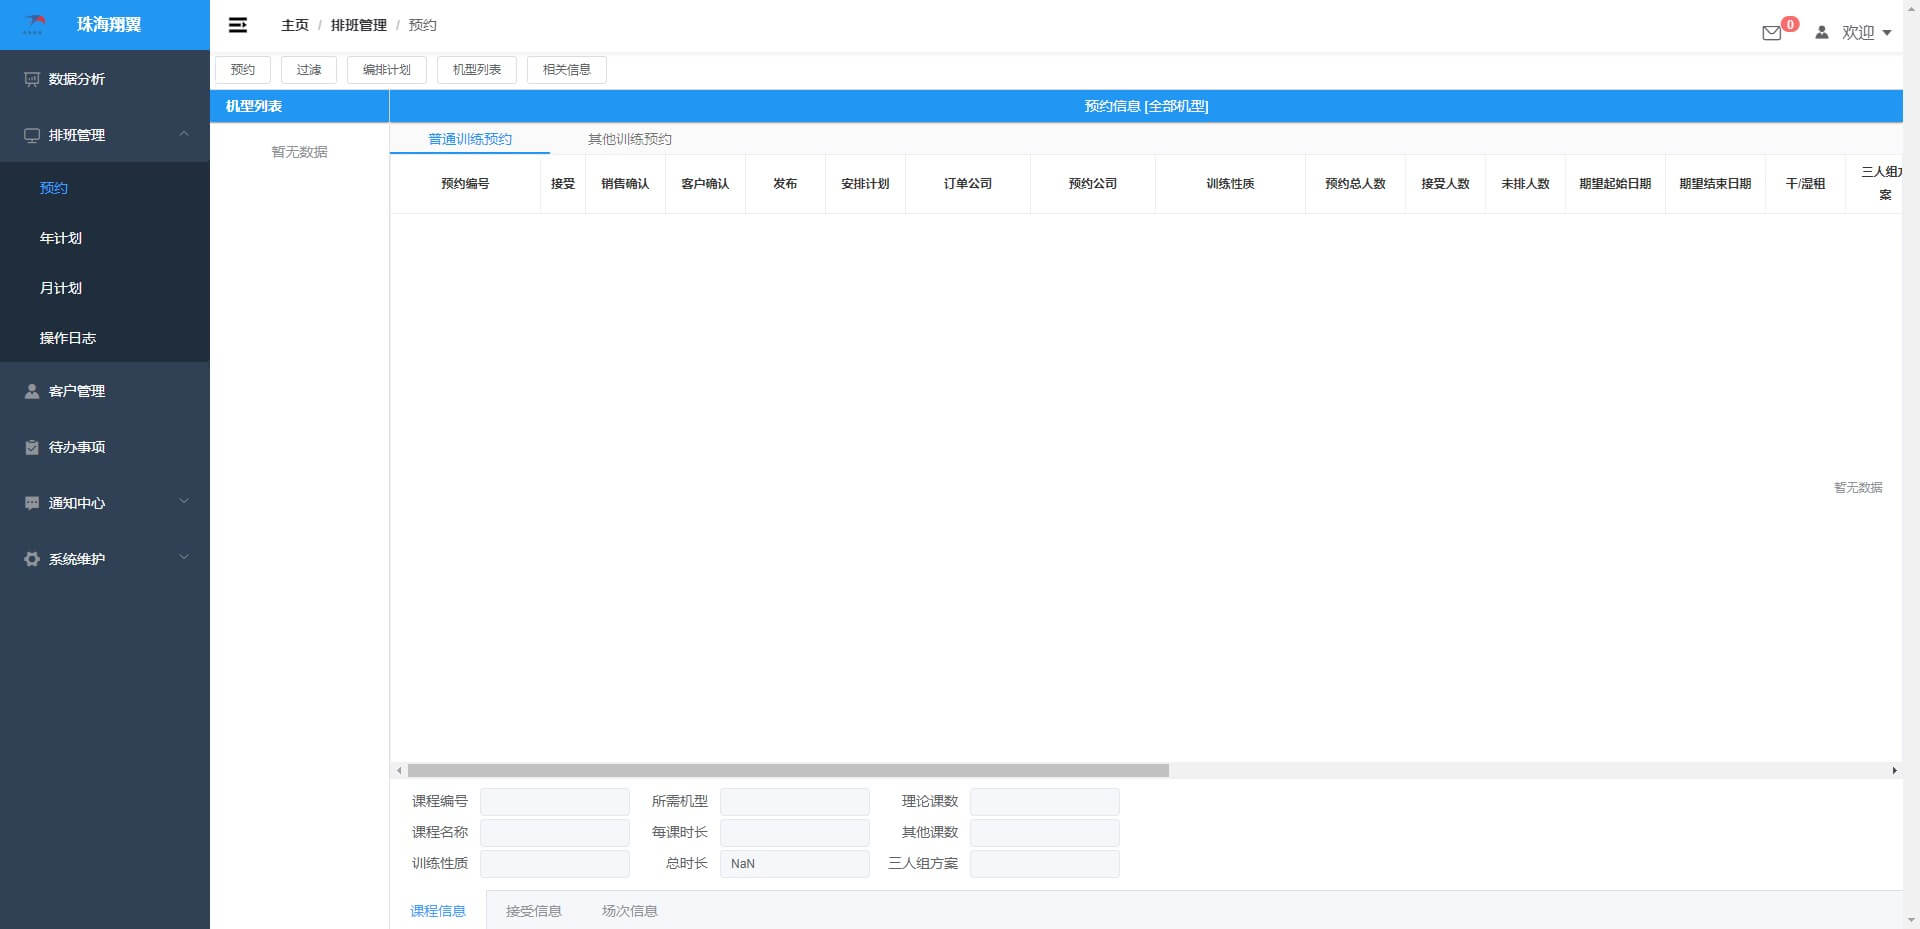 珠海翔翼
主页 / 排班管理 / 预约
0
欢迎
数据分析
排班管理
预约
年计划
月计划
操作日志
客户管理
待办事项
通知中心
系统维护
预约 过滤 编排计划 机型列表 相关信息
机型列表
暂无数据
预约信息 [全部机型]
普通训练预约 其他训练预约
预约编号 接受 销售确认 客户确认 发布 安排计划 订单公司 预约公司 训练性质 预约总人数 接受人数 未排人数 期望起始日期 期望结束日期 干/湿租 三人组方
案
暂无数据
课程编号 所需机型 理论课数
课程名称 每课时长 其他课数
训练性质 总时长 NaN 三人组方案
课程信息 接受信息 场次信息